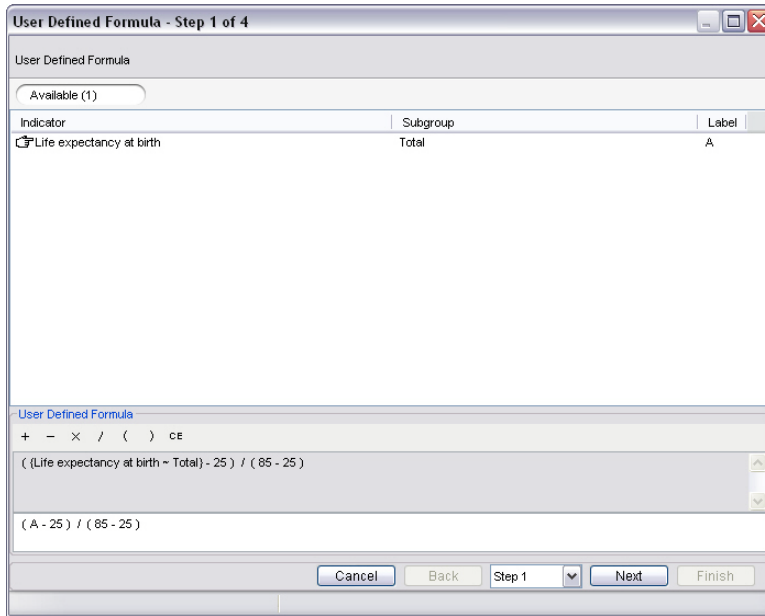 User Defined Formula - Step 1 of 4
User Defined Formula
Available (1)
Indicator Subgroup Label
Life expectancy at birth Total A
User Defined Formula
+ − × / ( ) CE
( {Life expectancy at birth ~ Total} - 25 ) / ( 85 - 25 )
( A - 25 ) / ( 85 - 25 )
Cancel Back Step 1 Next Finish